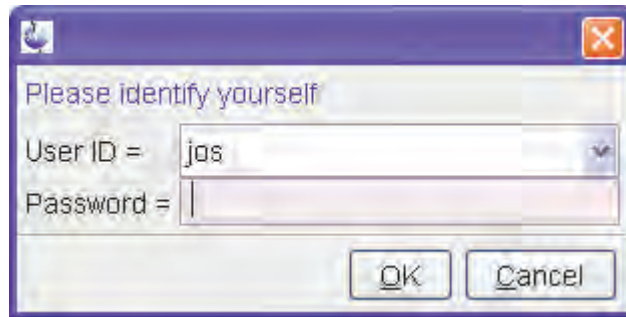 Please identify yourself
User ID = jos
Password =
OK Cancel